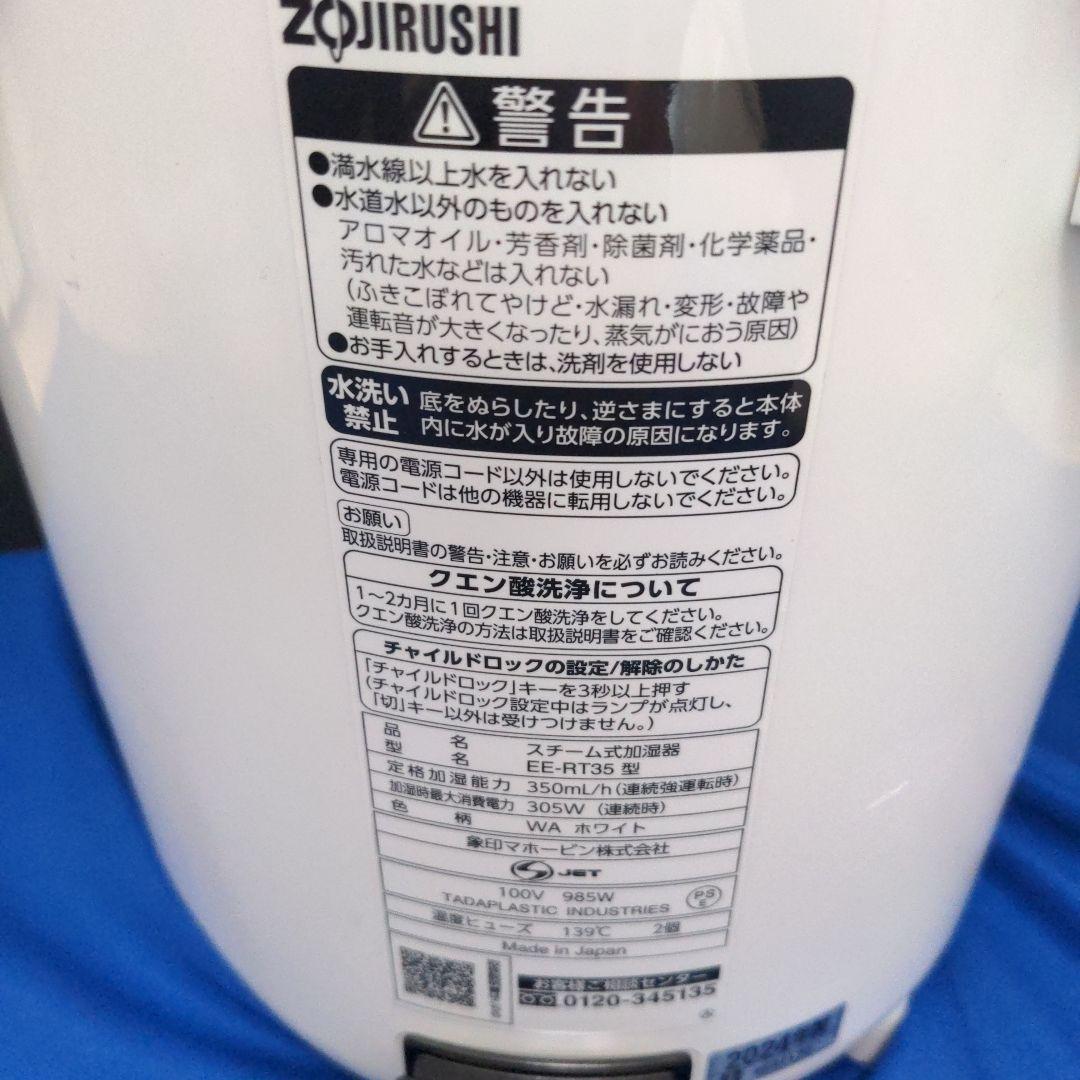 ZOJIRUSHI
警告
●満水線以上水を入れない
●水道水以外のものを入れない
アロマオイル・芳香剤・除菌剤・化学薬品・
汚れた水などは入れない
(ふきこぼれてやけど・水漏れ・変形・故障や
運転音が大きくなったり、蒸気がにおう原因)
●お手入れするときは、洗剤を使用しない
水洗い
禁止
底をぬらしたり、逆さまにすると本体
内に水が入り故障の原因になります。
専用の電源コード以外は使用しないでください。
電源コードは他の機器に転用しないでください。
お願い
取扱説明書の警告・注意・お願いを必ずお読みください。
クエン酸洗浄について
1~2カ月に1回クエン酸洗浄をしてください。
クエン酸洗浄の方法は取扱説明書をご確認ください。
チャイルドロックの設定/解除のしかた
「チャイルドロック」キーを3秒以上押す
(チャイルドロック設定中はランプが点灯し、
「切」キー以外は受けつけません。)
品名 スチーム式加湿器
型名 EE-RT35 型
定格加湿能力 350mL/h(連続強運転時)
加湿時最大消費電力 305W (連続時)
色柄 WA ホワイト
象印マホービン株式会社
JET
100V 985W
TADAPLASTIC INDUSTRIES
PS
E
温度ヒューズ 139℃ 2個
Made in Japan
お客様ご相談センター
0120-345135